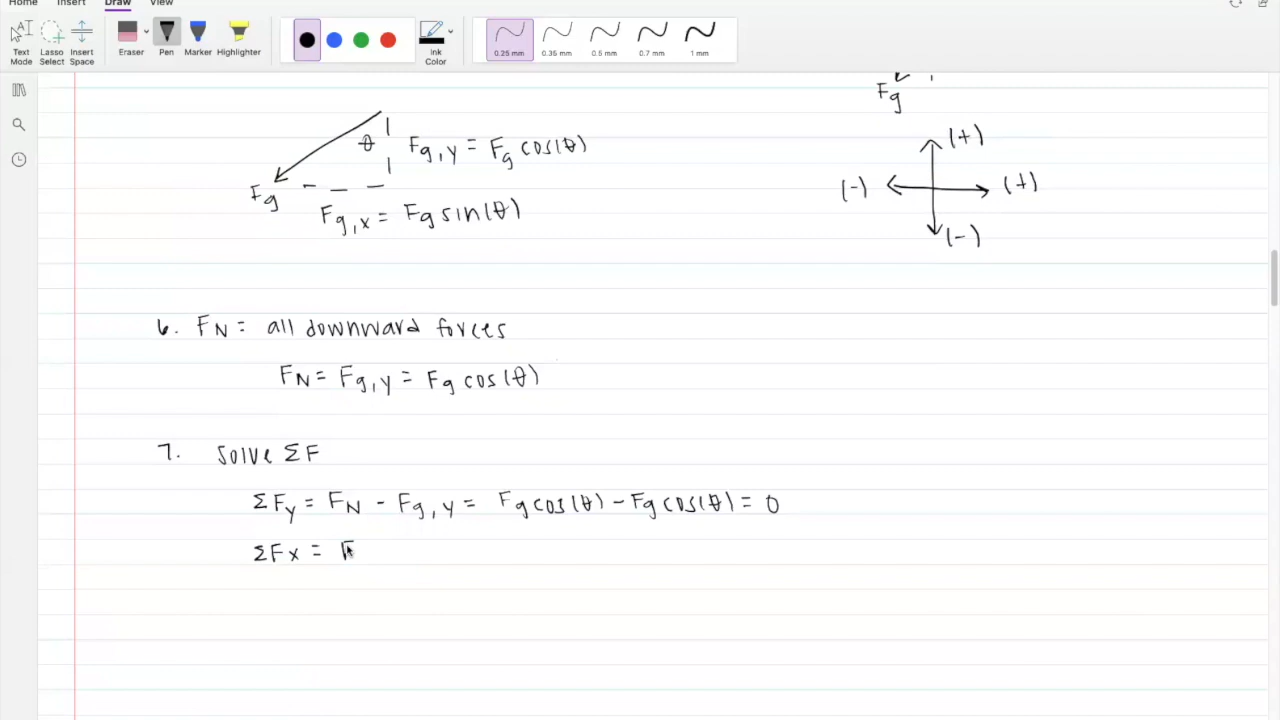 Home Insert Draw View
Text Mode Lasso Select Insert Space Eraser Pen Marker Highlighter Ink Color 0.25 mm 0.35 mm 0.5 mm 0.7 mm 1 mm
Fg
(+)
θ Fg,y = Fg cos(θ)
(-) (+)
Fg
Fg,x = Fg sin(θ)
(-)
6. FN = all downward forces
FN = Fg,y = Fg cos(θ)
7. Solve ΣF
ΣFy = FN - Fg,y = Fg cos(θ) - Fg cos(θ) = 0
ΣFx = F